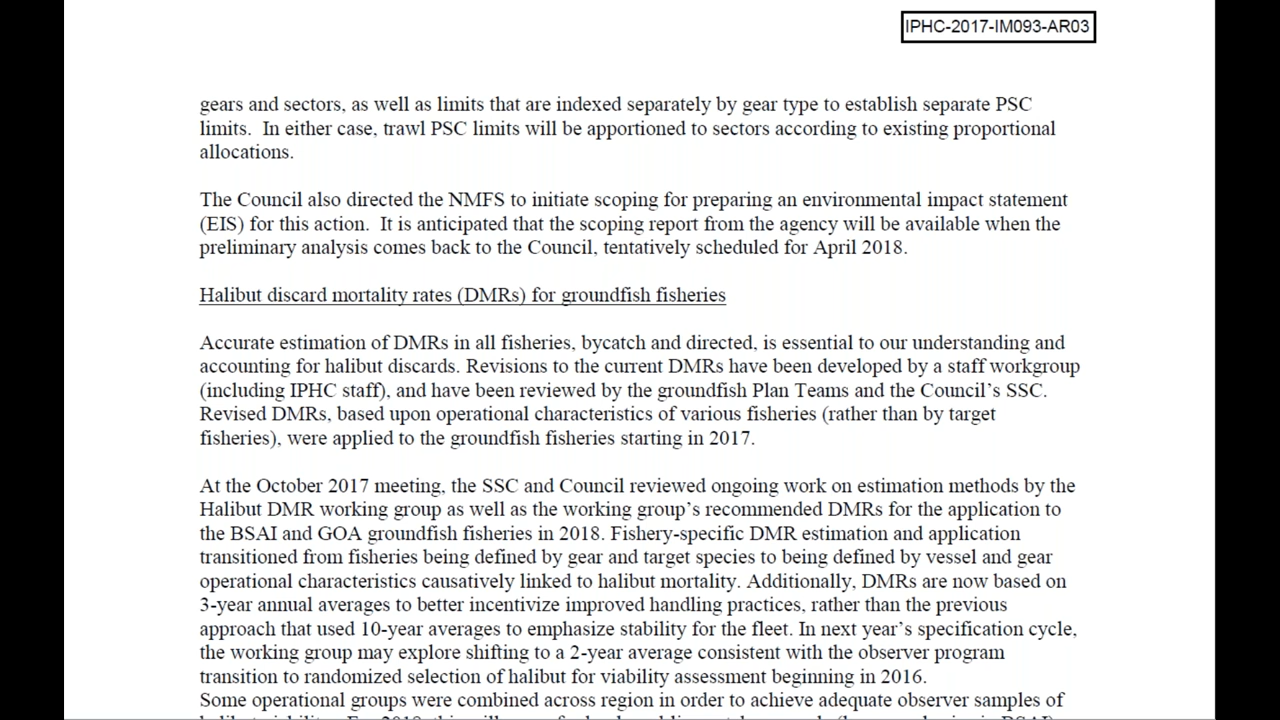 IPHC-2017-IM093-AR03
gears and sectors, as well as limits that are indexed separately by gear type to establish separate PSC
limits.  In either case, trawl PSC limits will be apportioned to sectors according to existing proportional
allocations.
The Council also directed the NMFS to initiate scoping for preparing an environmental impact statement
(EIS) for this action.  It is anticipated that the scoping report from the agency will be available when the
preliminary analysis comes back to the Council, tentatively scheduled for April 2018.
Halibut discard mortality rates (DMRs) for groundfish fisheries
Accurate estimation of DMRs in all fisheries, bycatch and directed, is essential to our understanding and
accounting for halibut discards. Revisions to the current DMRs have been developed by a staff workgroup
(including IPHC staff), and have been reviewed by the groundfish Plan Teams and the Council's SSC.
Revised DMRs, based upon operational characteristics of various fisheries (rather than by target
fisheries), were applied to the groundfish fisheries starting in 2017.
At the October 2017 meeting, the SSC and Council reviewed ongoing work on estimation methods by the
Halibut DMR working group as well as the working group's recommended DMRs for the application to
the BSAI and GOA groundfish fisheries in 2018. Fishery-specific DMR estimation and application
transitioned from fisheries being defined by gear and target species to being defined by vessel and gear
operational characteristics causatively linked to halibut mortality. Additionally, DMRs are now based on
3-year annual averages to better incentivize improved handling practices, rather than the previous
approach that used 10-year averages to emphasize stability for the fleet. In next year's specification cycle,
the working group may explore shifting to a 2-year average consistent with the observer program
transition to randomized selection of halibut for viability assessment beginning in 2016.
Some operational groups were combined across region in order to achieve adequate observer samples of